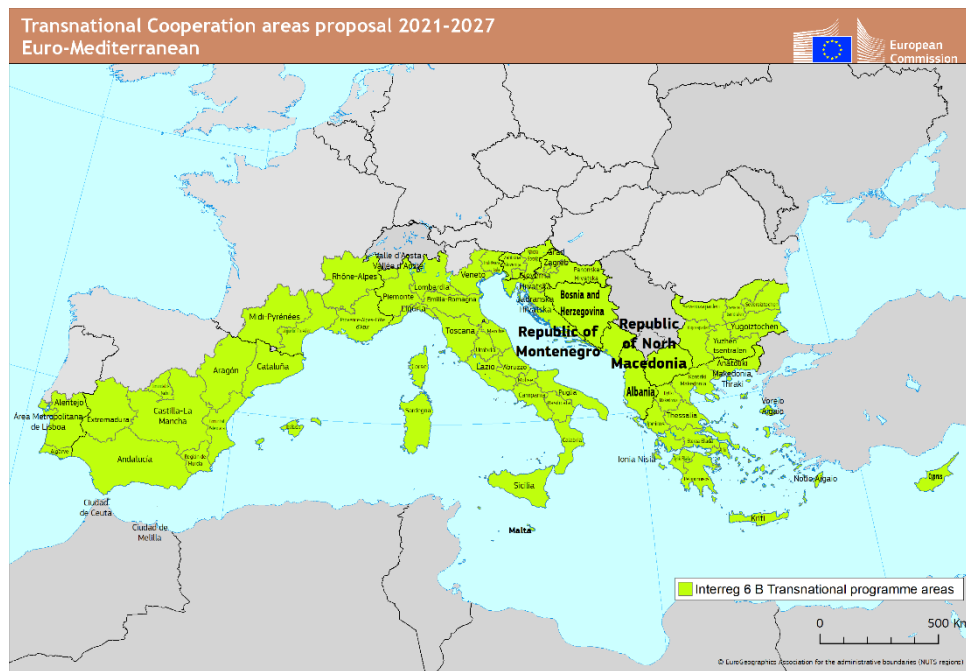 Transnational Cooperation areas proposal 2021-2027
Euro-Mediterranean
European
Commission
Valle d'Aosta
Vallée d'Aoste
Rhône-Alpes
Lombardia
Veneto
Grad
Zagreb
Panonska
Hrvatska
Piemonte
Emilia-Romagna
Jadranska
Hrvatska
Bosnia and
Herzegovina
Midi-Pyrénées
Toscana
Republic of
Montenegro
Republic
of Norh
Macedonia
Yugoiztochen
Yuzhen
tsentralen
Aragón
Cataluña
Lazio
Abruzzo
Anatoliki
Makedonia,
Thraki
Alentejo
Área Metropolitana
de Lisboa
Extremadura
Castilla-La
Mancha
Sardegna
Campania
Puglia
Albania
Thessalia
Voreio
Aigaio
Algarve
Andalucía
Región de
Murcia
Calabria
Ionia Nisia
Notio Aigaio
Sicilia
Ciudad
de Ceuta
Ciudad de
Melilla
Malta
Kriti
Interreg 6 B Transnational programme areas
0
500 Km
© EuroGeographics Association for the administrative boundaries (NUTS regions)